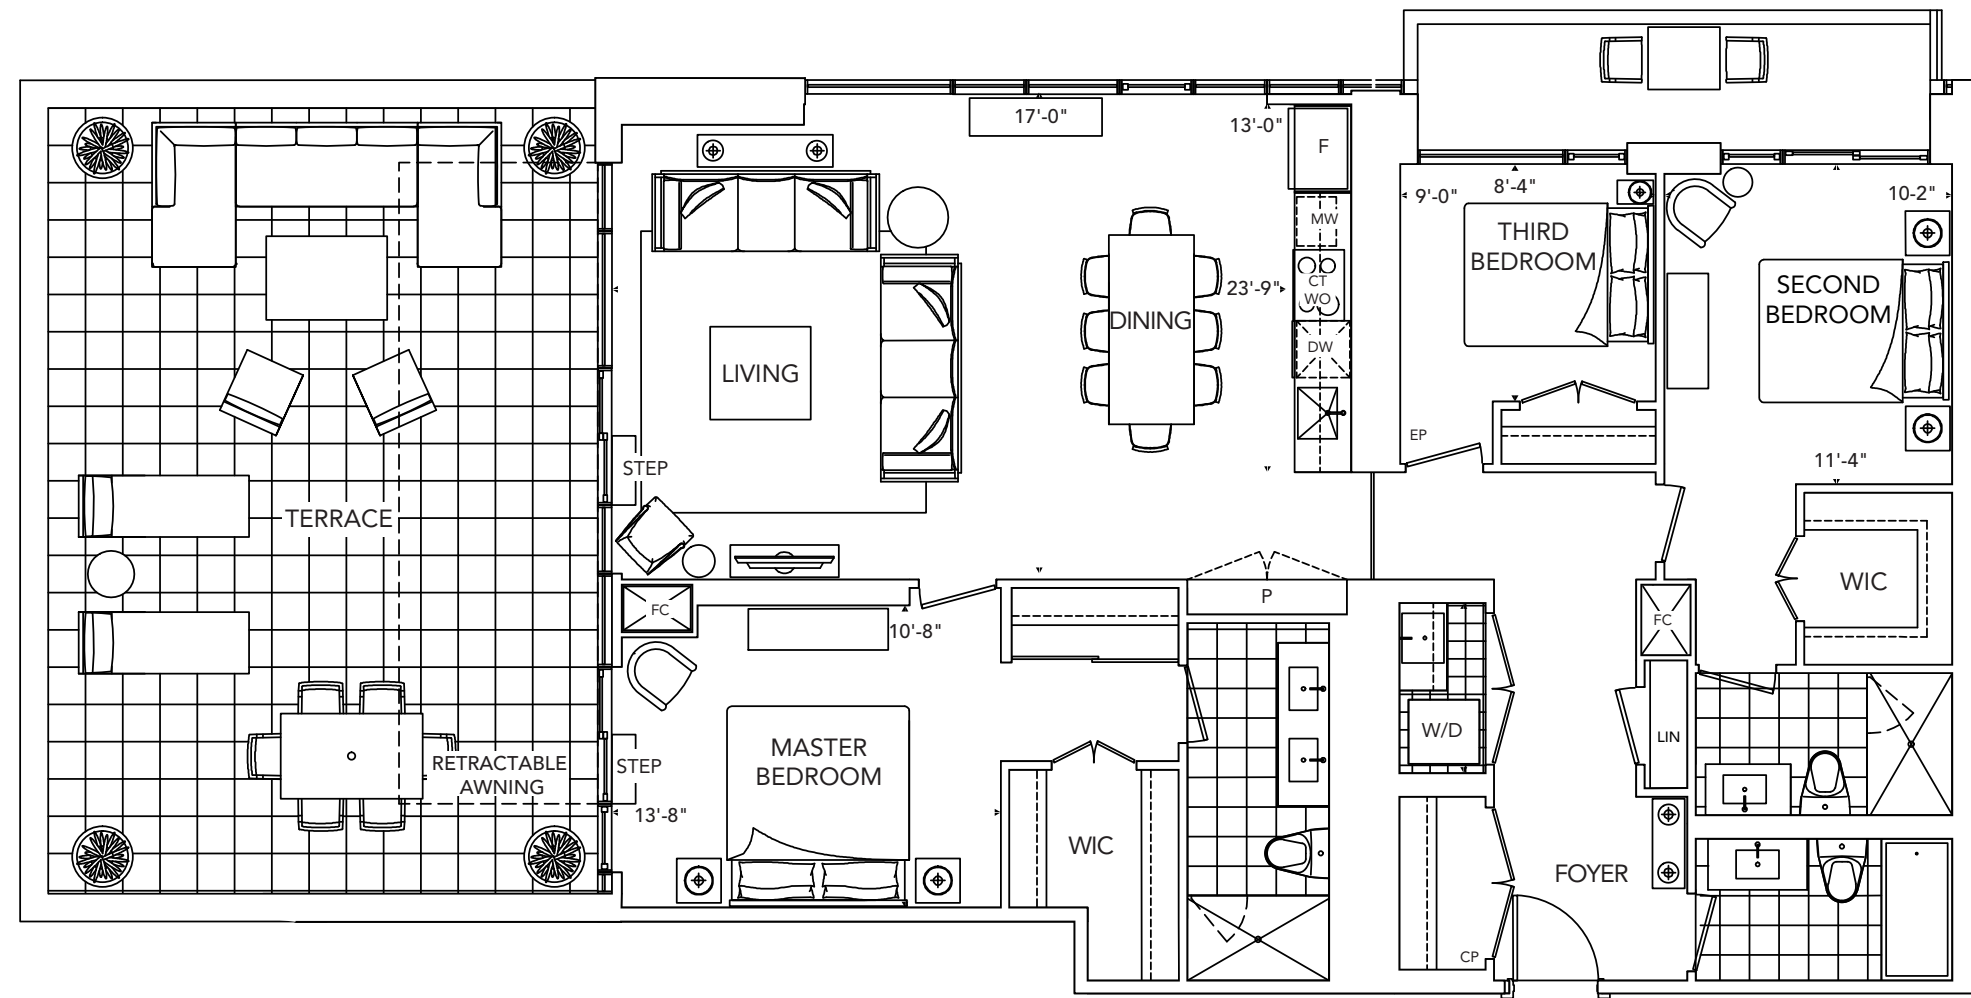 17'-0"
13'-0"
F
MW
CT
WO
DW
23'-9"
9'-0"
8'-4"
10-2"
THIRD
BEDROOM
SECOND
BEDROOM
DINING
LIVING
EP
11'-4"
STEP
TERRACE
WIC
P
FC
FC
10'-8"
W/D
LIN
MASTER
BEDROOM
RETRACTABLE
AWNING
STEP
13'-8"
WIC
FOYER
CP